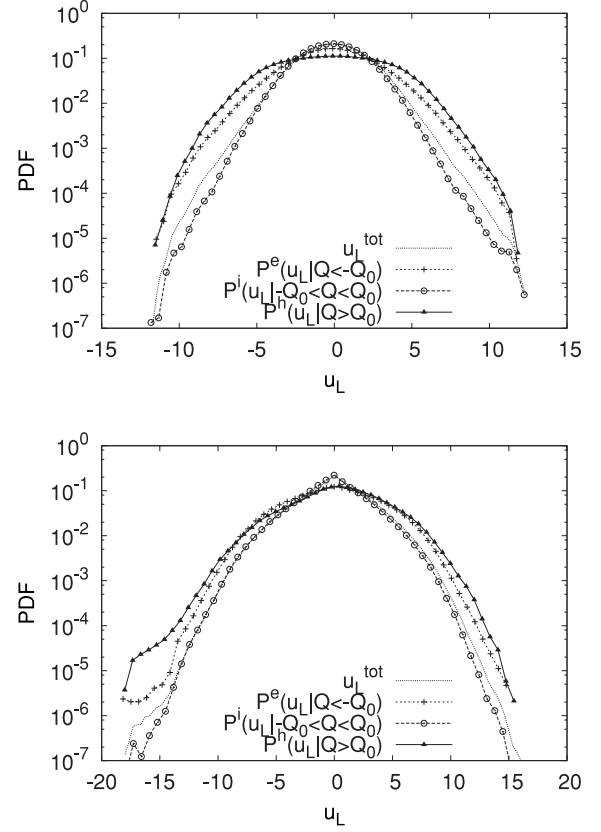 10^0
10^-1
10^-2
10^-3
10^-4
10^-5
10^-6
10^-7
PDF
-15 -10 -5 0 5 10 15
u_L
u_L^tot
P^e(u_L|Q<-Q_0)
P^i(u_L|-Q_0<Q<Q_0)
P^h(u_L|Q>Q_0)
10^0
10^-1
10^-2
10^-3
10^-4
10^-5
10^-6
10^-7
PDF
-20 -15 -10 -5 0 5 10 15 20
u_L
u_L^tot
P^e(u_L|Q<-Q_0)
P^i(u_L|-Q_0<Q<Q_0)
P^h(u_L|Q>Q_0)